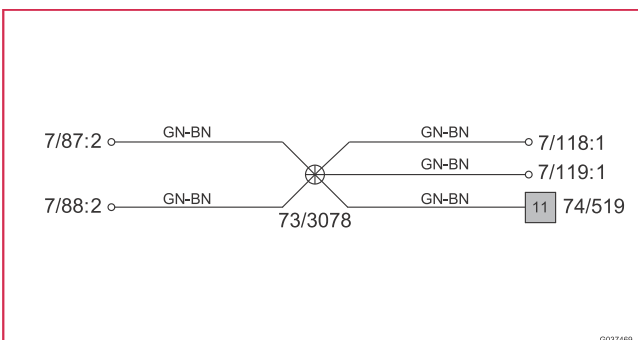 7/87:2
GN-BN
GN-BN
7/118:1
GN-BN
7/119:1
7/88:2
GN-BN
GN-BN
11
74/519
73/3078
G037469